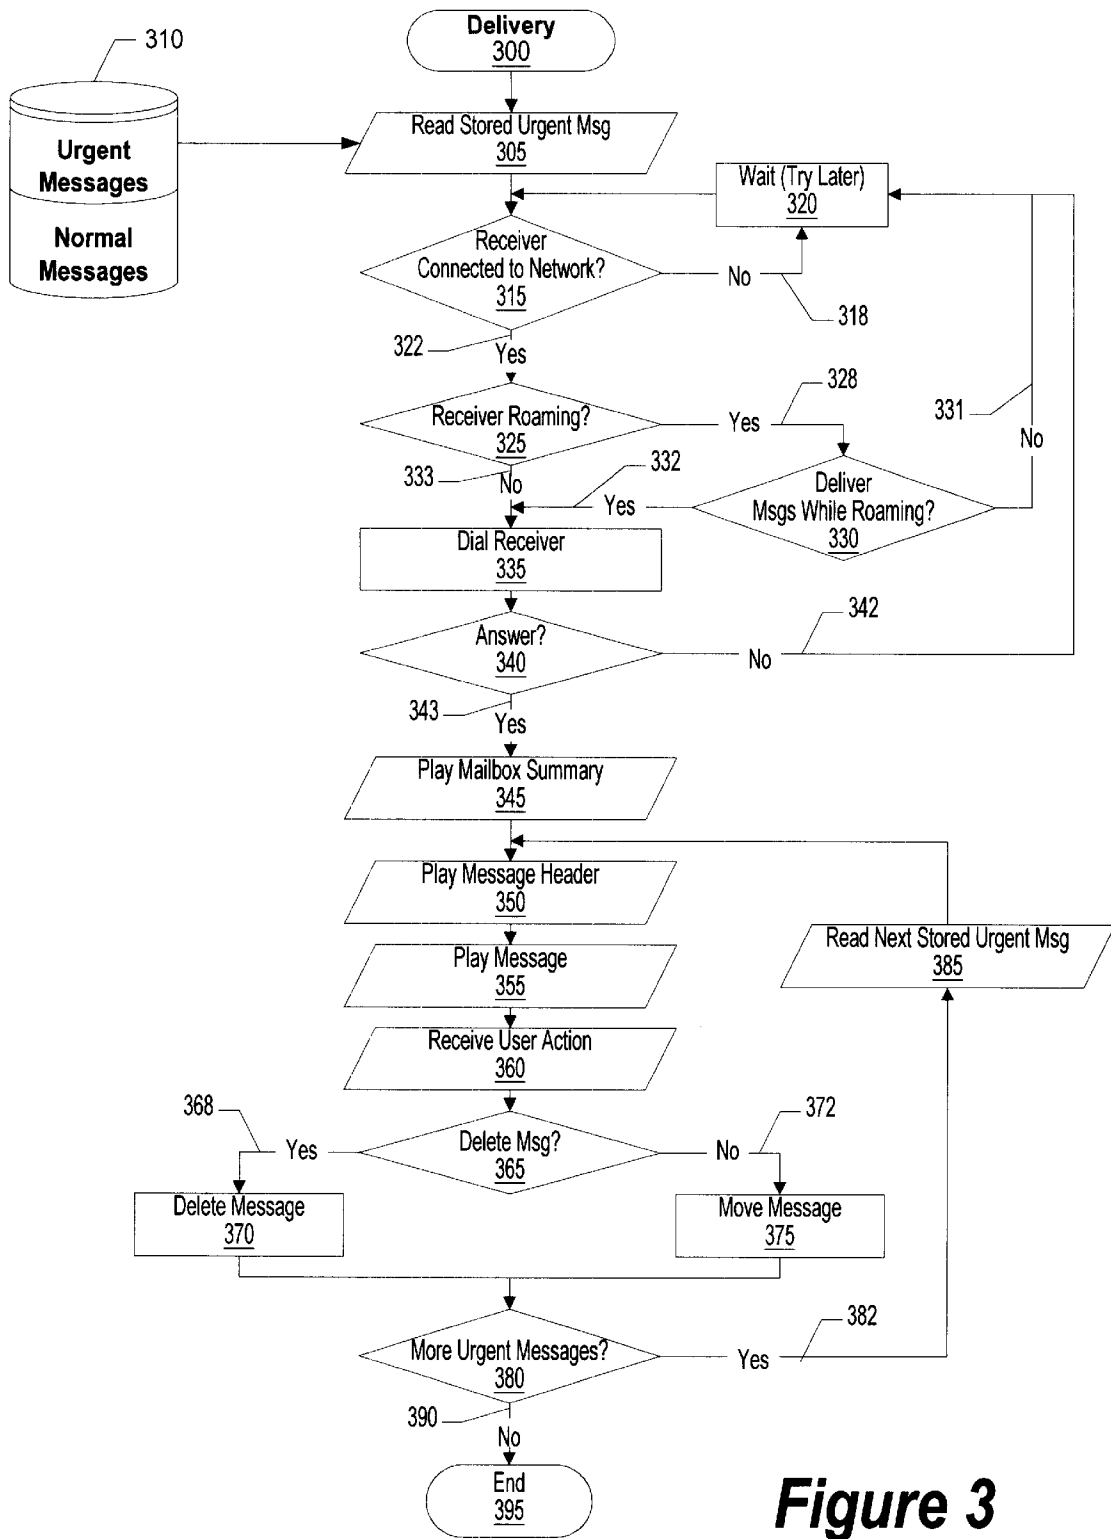 310
Delivery
300
Urgent
Messages
Normal
Messages
Read Stored Urgent Msg
305
Wait (Try Later)
320
Receiver
Connected to Network?
315
No
318
322
Yes
328
Receiver Roaming?
325
Yes
331
No
333
No
332
Deliver
Msgs While Roaming?
330
Yes
Dial Receiver
335
342
Answer?
340
No
343
Yes
Play Mailbox Summary
345
Play Message Header
350
Read Next Stored Urgent Msg
385
Play Message
355
Receive User Action
360
368
372
Yes
Delete Msg?
365
No
Delete Message
370
Move Message
375
382
More Urgent Messages?
380
Yes
390
No
End
395
Figure 3